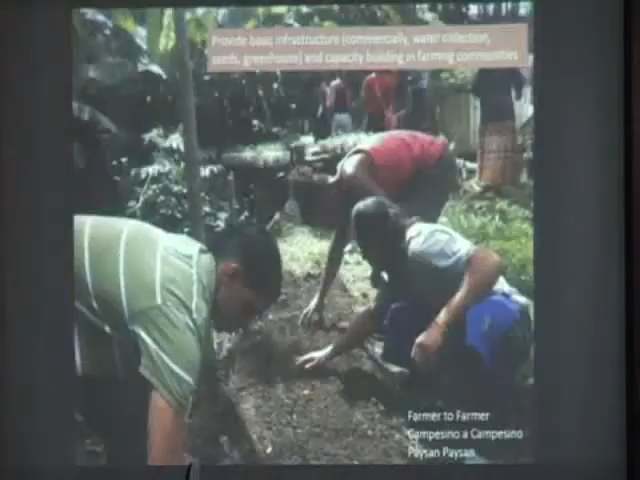 Provide basic infrastructure (commercially, water collection,
seeds, greenhouse) and capacity building in farming communities
Farmer to Farmer
Campesino a Campesino
Paysan Paysan